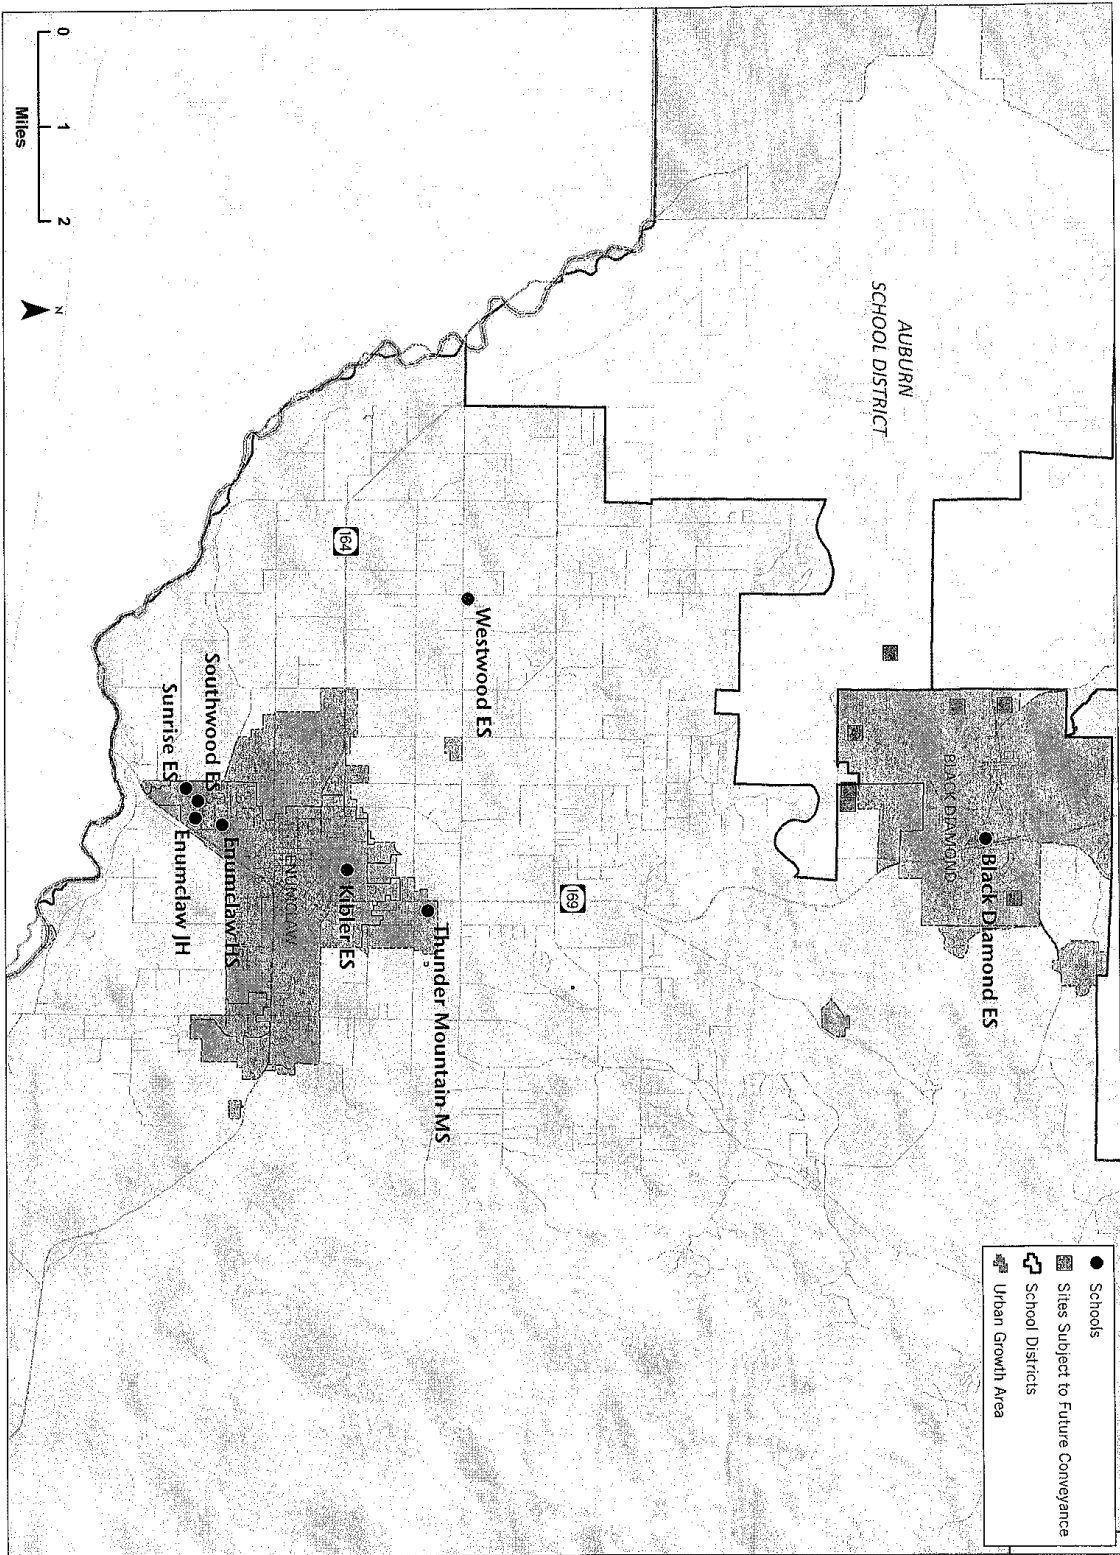 Schools
Sites Subject to Future Conveyance
School Districts
Urban Growth Area
AUBURN
SCHOOL DISTRICT
BLACK DIAMOND
Black Diamond ES
169
Westwood ES
Thunder Mountain MS
164
Kibler ES
ENUMCLAW
Enumclaw HS
Southwood ES
Sunrise ES
Enumclaw JH
0 1 2
Miles
N